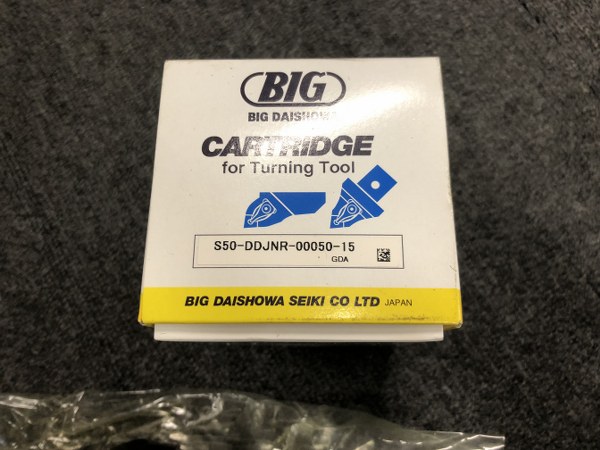 BIG
BIG DAISHOWA
CARTRIDGE
for Turning Tool
S50-DDJNR-00050-15
GDA
BIG DAISHOWA SEIKI CO LTD JAPAN